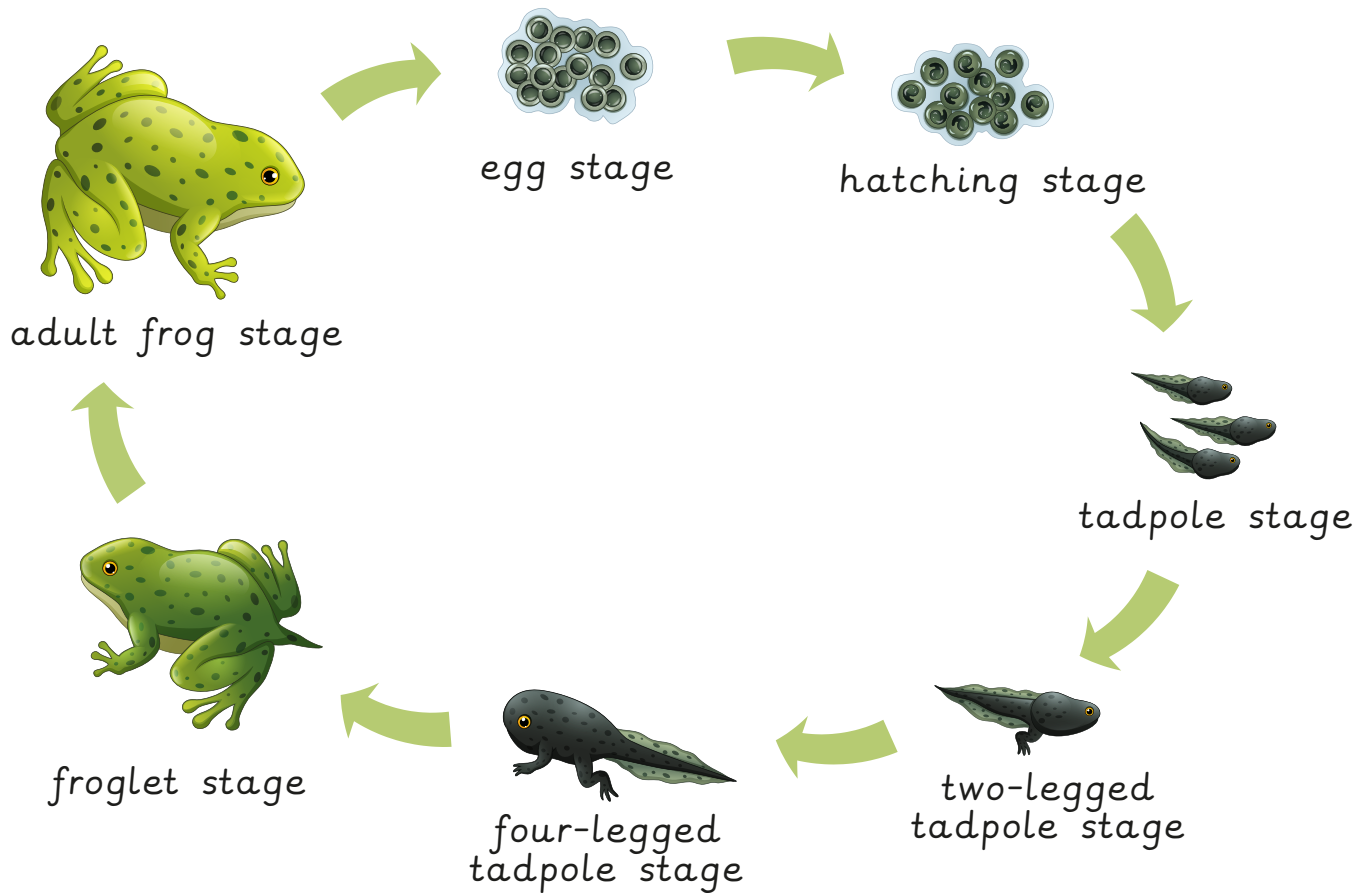 egg stage
hatching stage
tadpole stage
two-legged
tadpole stage
four-legged
tadpole stage
froglet stage
adult frog stage